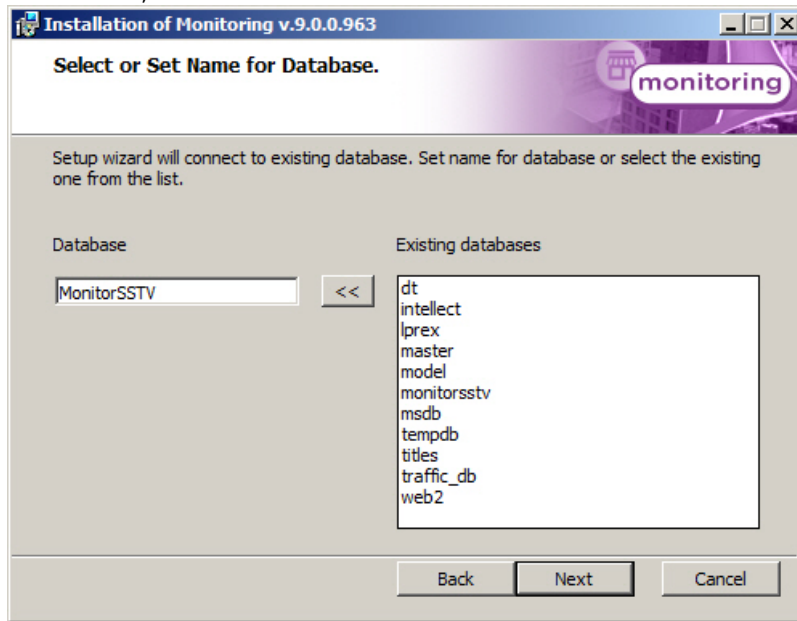 Installation of Monitoring v.9.0.0.963
Select or Set Name for Database.
monitoring
Setup wizard will connect to existing database. Set name for database or select the existing
one from the list.
Database
Existing databases
MonitorSSTV
<<
dt
intellect
lprex
master
model
monitorsstv
msdb
tempdb
titles
traffic_db
web2
Back
Next
Cancel